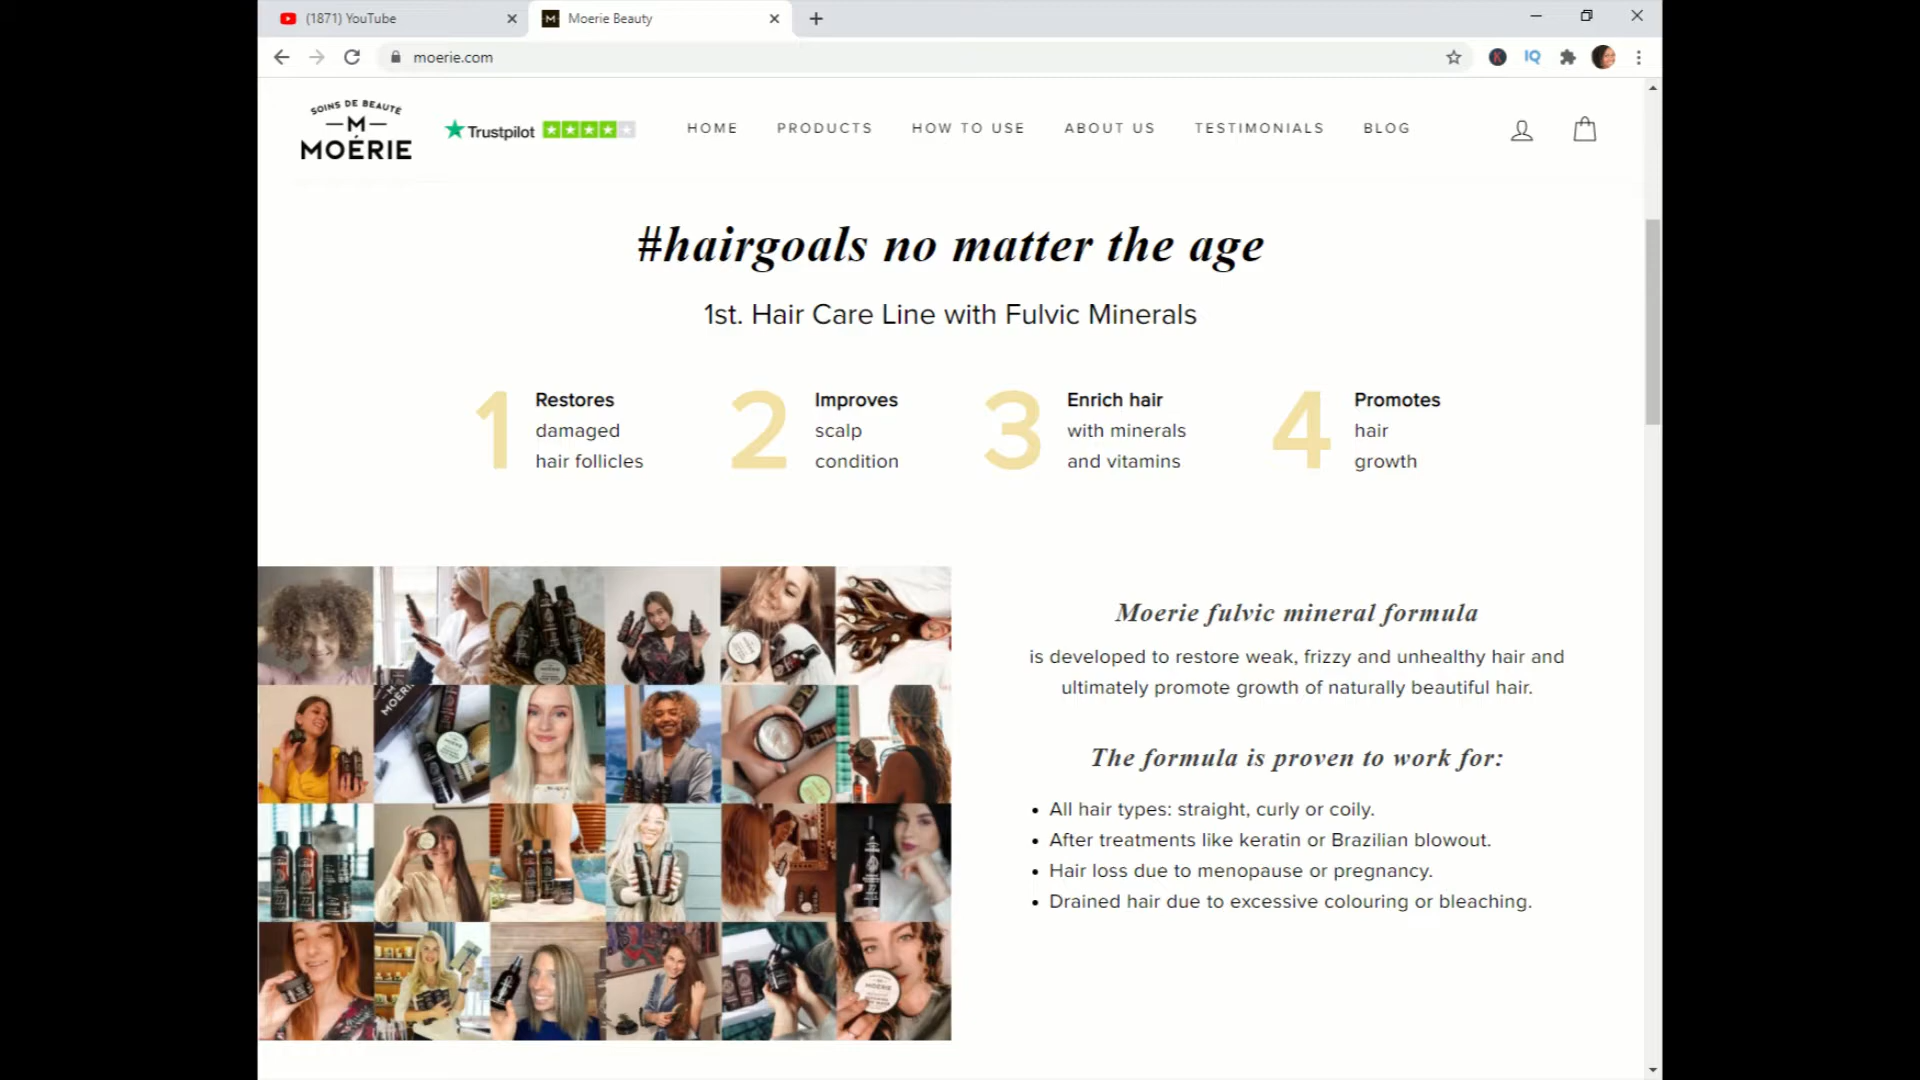 (1871) YouTube
Moerie Beauty
moerie.com
IQ
SOINS DE BEAUTÉ
M
MOÉRIE
Trustpilot
HOME
PRODUCTS
HOW TO USE
ABOUT US
TESTIMONIALS
BLOG
#hairgoals no matter the age
1st. Hair Care Line with Fulvic Minerals
1
Restores
damaged
hair follicles
2
Improves
scalp
condition
3
Enrich hair
with minerals
and vitamins
4
Promotes
hair
growth
Moerie fulvic mineral formula
is developed to restore weak, frizzy and unhealthy hair and
ultimately promote growth of naturally beautiful hair.
The formula is proven to work for:
• All hair types: straight, curly or coily.
• After treatments like keratin or Brazilian blowout.
• Hair loss due to menopause or pregnancy.
• Drained hair due to excessive colouring or bleaching.